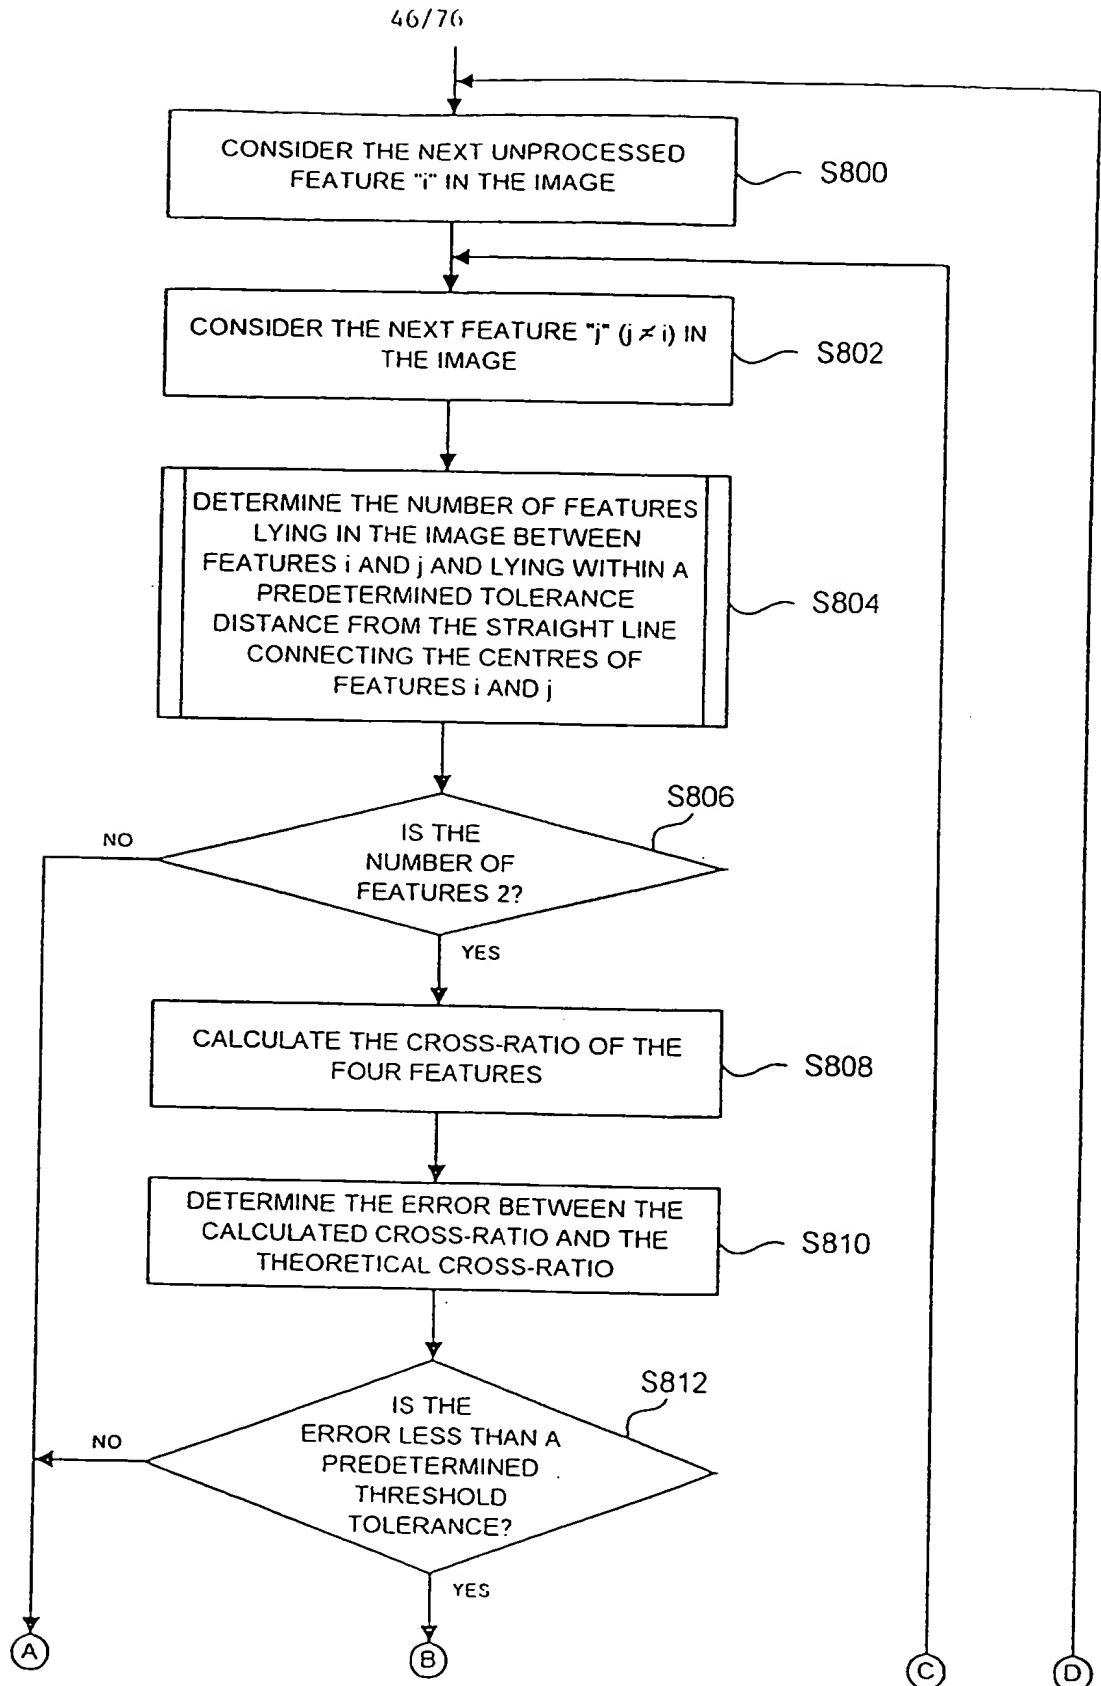 46/76
CONSIDER THE NEXT UNPROCESSED
FEATURE "i" IN THE IMAGE
S800
CONSIDER THE NEXT FEATURE "j" (j ≠ i) IN
THE IMAGE
S802
DETERMINE THE NUMBER OF FEATURES
LYING IN THE IMAGE BETWEEN
FEATURES i AND j AND LYING WITHIN A
PREDETERMINED TOLERANCE
DISTANCE FROM THE STRAIGHT LINE
CONNECTING THE CENTRES OF
FEATURES i AND j
S804
S806
NO
IS THE
NUMBER OF
FEATURES 2?
YES
CALCULATE THE CROSS-RATIO OF THE
FOUR FEATURES
S808
DETERMINE THE ERROR BETWEEN THE
CALCULATED CROSS-RATIO AND THE
THEORETICAL CROSS-RATIO
S810
S812
NO
IS THE
ERROR LESS THAN A
PREDETERMINED
THRESHOLD
TOLERANCE?
YES
A
B
C
D